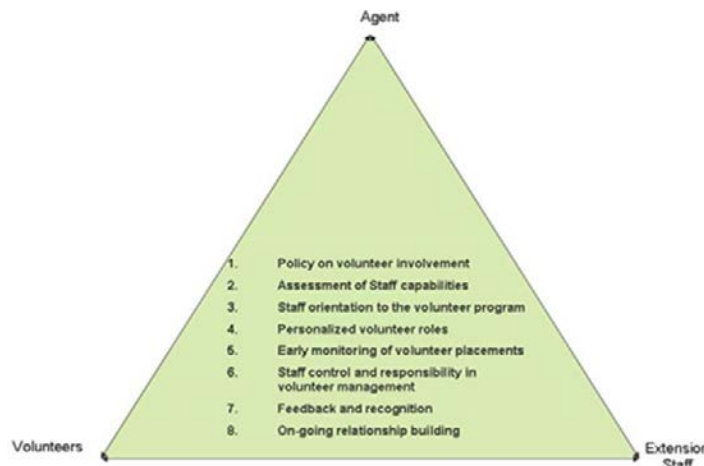 Agent
1. Policy on volunteer involvement
2. Assessment of Staff capabilities
3. Staff orientation to the volunteer program
4. Personalized volunteer roles
5. Early monitoring of volunteer placements
6. Staff control and responsibility in
volunteer management
7. Feedback and recognition
8. On-going relationship building
Volunteers
Extension
Staff